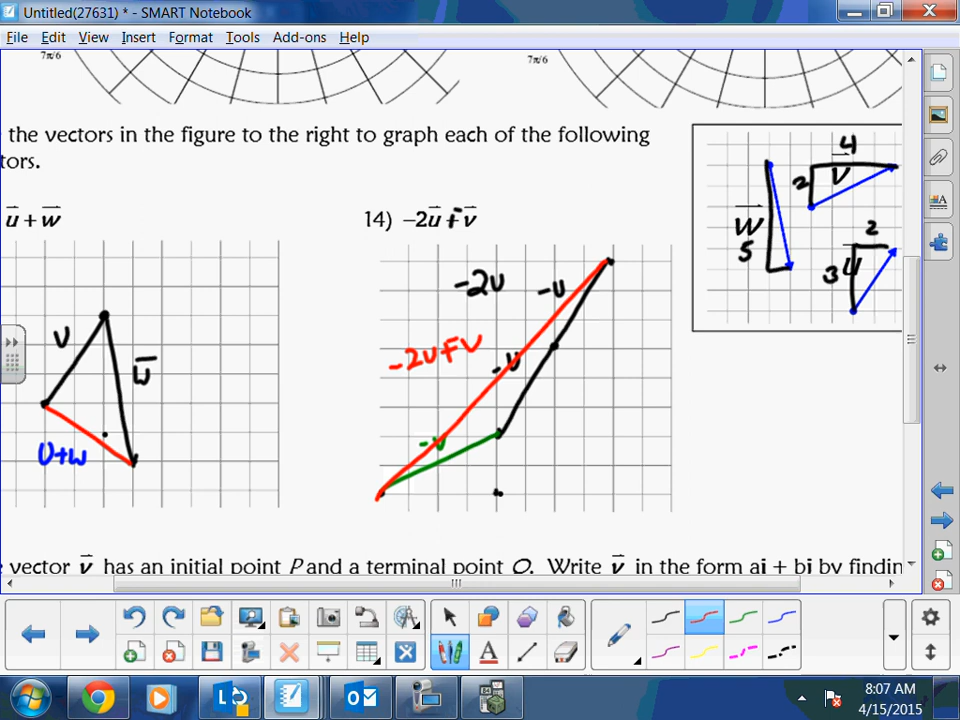 Untitled(27631) * - SMART Notebook
File Edit View Insert Format Tools Add-ons Help
7π/6
7π/6
the vectors in the figure to the right to graph each of the following
tors.
u + w
14) −2u + v
4
2
V
W
5
2
3
U
-2U
-U
-U
-2U+V
-V
U
W
U+W
vector v has an initial point P and a terminal point O. Write v in the form ai + bj by findin
8:07 AM
4/15/2015